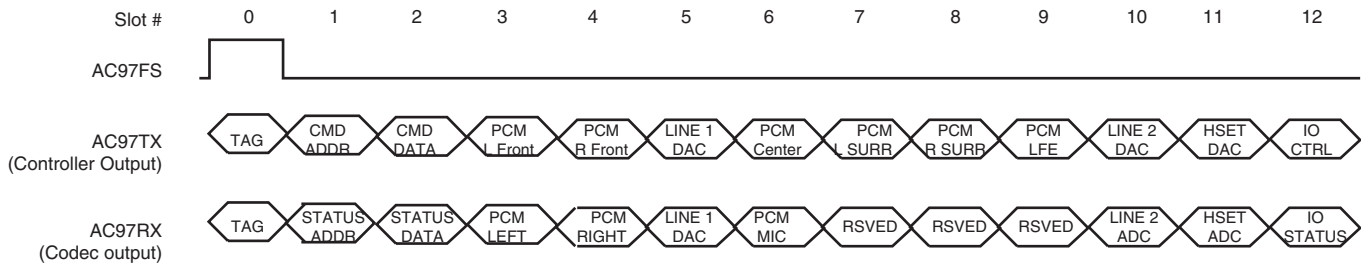 Slot # 0 1 2 3 4 5 6 7 8 9 10 11 12
AC97FS
AC97TX
(Controller Output)
TAG
CMD
ADDR
CMD
DATA
PCM
L Front
PCM
R Front
LINE 1
DAC
PCM
Center
PCM
L SURR
PCM
R SURR
PCM
LFE
LINE 2
DAC
HSET
DAC
IO
CTRL
AC97RX
(Codec output)
TAG
STATUS
ADDR
STATUS
DATA
PCM
LEFT
PCM
RIGHT
LINE 1
DAC
PCM
MIC
RSVED
RSVED
RSVED
LINE 2
ADC
HSET
ADC
IO
STATUS